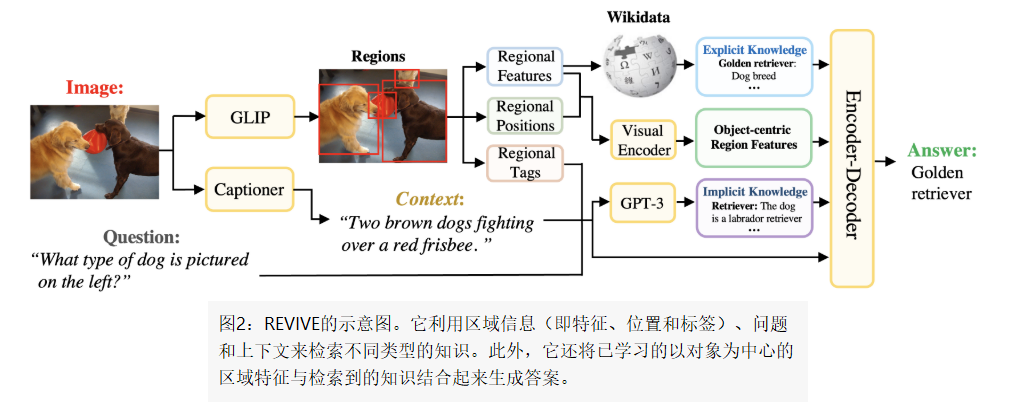 Image:
GLIP
Captioner
Regions
Regional
Features
Regional
Positions
Regional
Tags
Wikidata
Explicit Knowledge
Golden retriever:
Dog breed
...
Visual
Encoder
Object-centric
Region Features
GPT-3
Implicit Knowledge
Retriever: The dog
is a labrador retriever
...
Encoder-Decoder
Answer:
Golden
retriever
Context:
“Two brown dogs fighting
over a red frisbee. ”
Question:
“What type of dog is pictured
on the left?”
图2：REVIVE的示意图。它利用区域信息（即特征、位置和标签）、问题
和上下文来检索不同类型的知识。此外，它还将已学习的以对象为中心的
区域特征与检索到的知识结合起来生成答案。